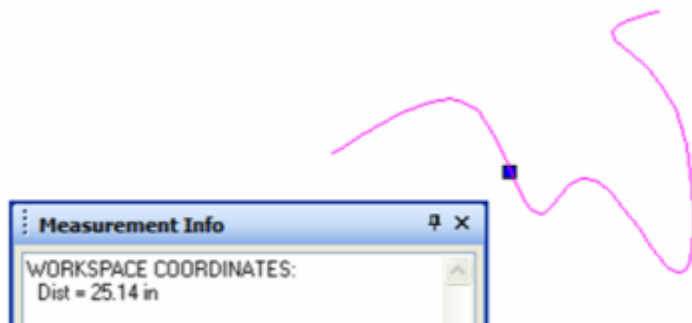 Measurement Info
WORKSPACE COORDINATES:
Dist = 25.14 in